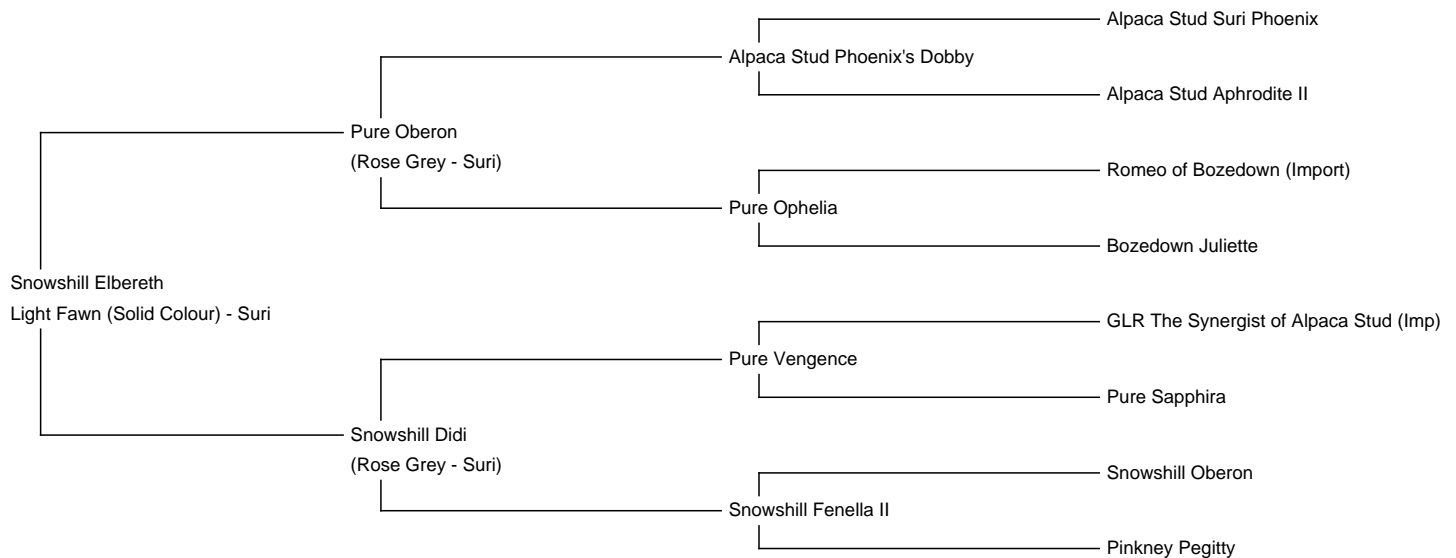 Alpaca Stud Suri Phoenix
Alpaca Stud Phoenix's Dobby
Alpaca Stud Aphrodite II
Pure Oberon
(Rose Grey - Suri)
Romeo of Bozedown (Import)
Pure Ophelia
Bozedown Juliette
Snowshill Elbereth
Light Fawn (Solid Colour) - Suri
GLR The Synergist of Alpaca Stud (Imp)
Pure Vengence
Pure Sapphira
Snowshill Didi
(Rose Grey - Suri)
Snowshill Oberon
Snowshill Fenella II
Pinkney Pegitty